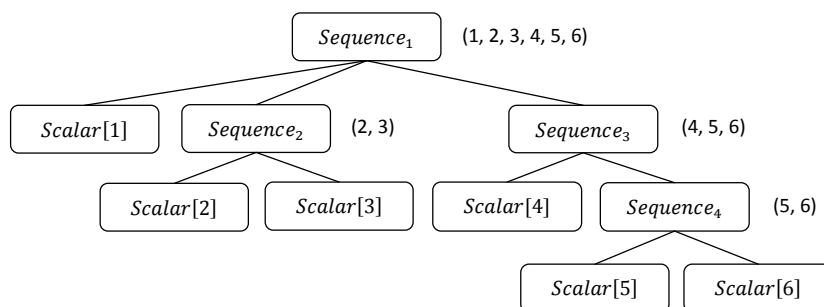 Sequence₁ (1, 2, 3, 4, 5, 6)
Scalar[1] Sequence₂ (2, 3) Sequence₃ (4, 5, 6)
Scalar[2] Scalar[3] Scalar[4] Sequence₄ (5, 6)
Scalar[5] Scalar[6]